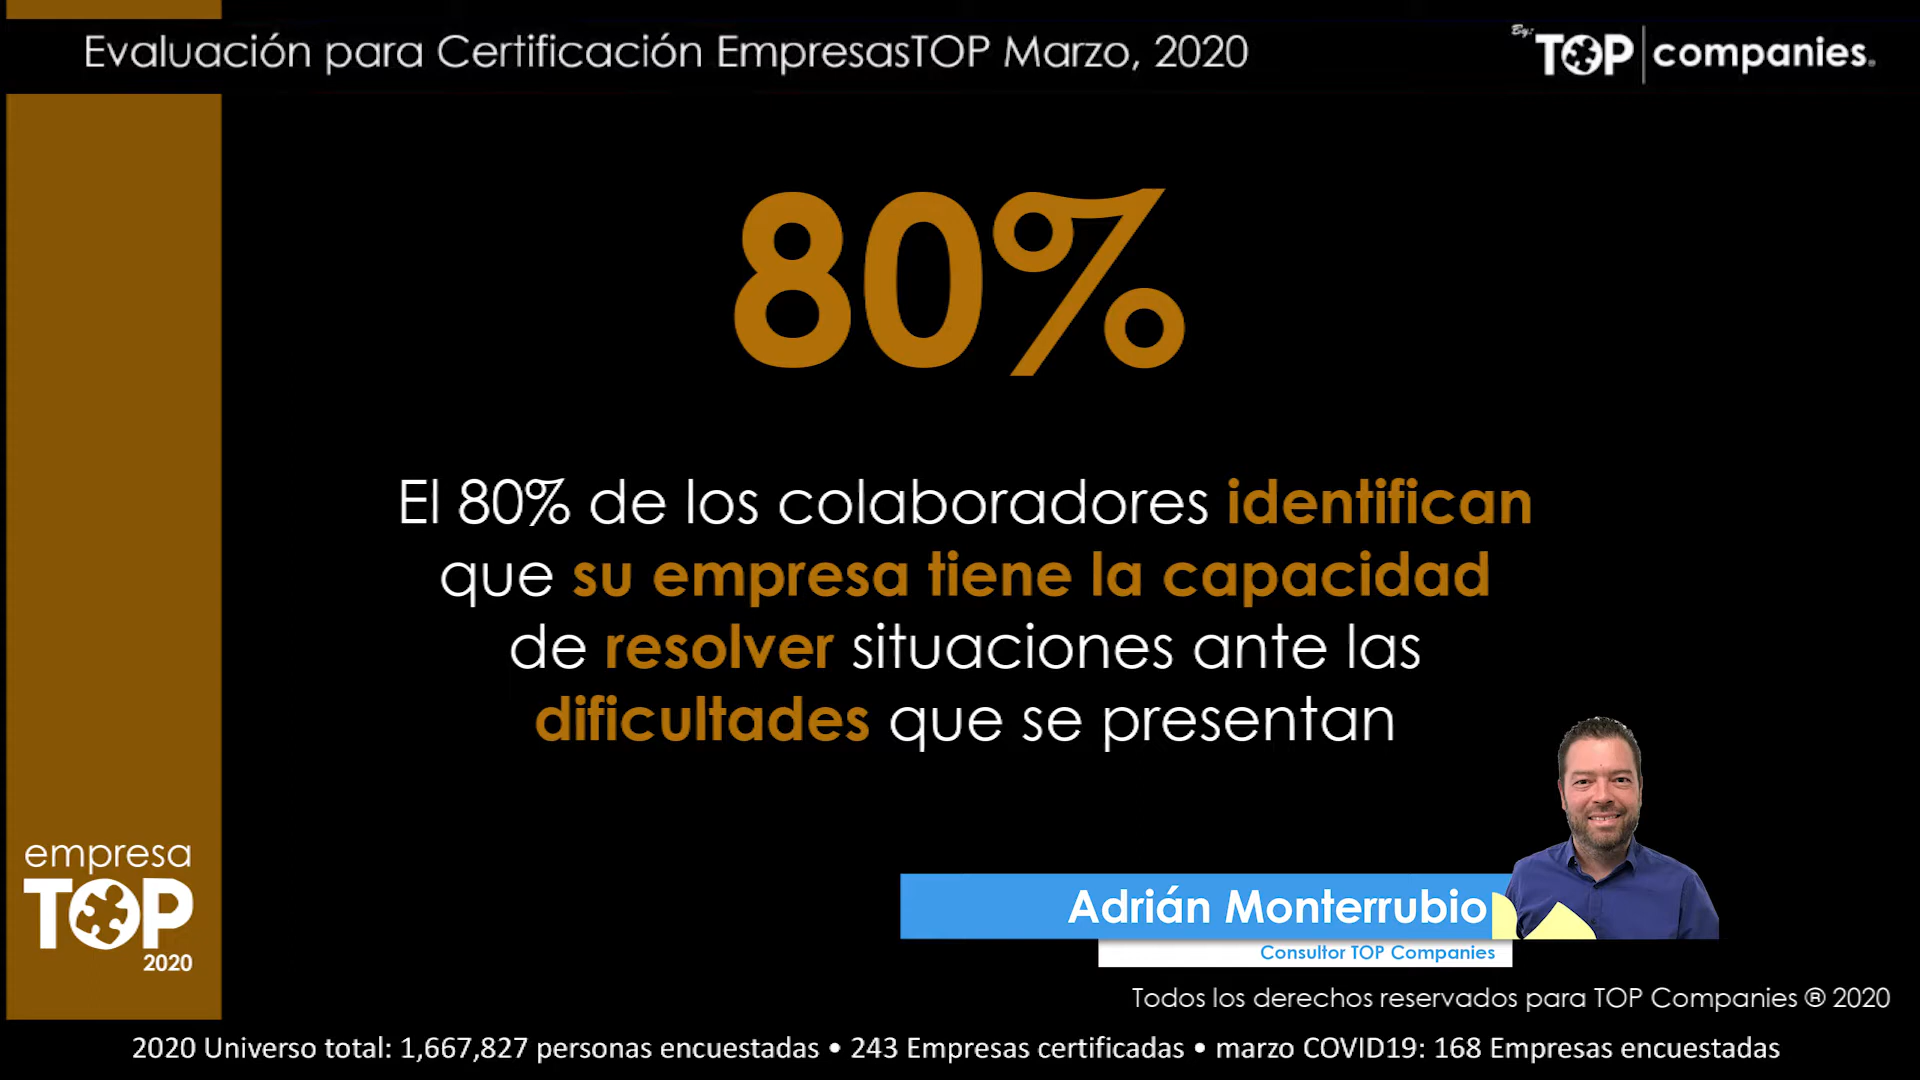 Evaluación para Certificación EmpresasTOP Marzo, 2020
By: TOP companies®
80%
El 80% de los colaboradores identifican
que su empresa tiene la capacidad
de resolver situaciones ante las
dificultades que se presentan
empresa
TOP
2020
Adrián Monterrubio
Consultor TOP Companies
Todos los derechos reservados para TOP Companies ® 2020
2020 Universo total: 1,667,827 personas encuestadas • 243 Empresas certificadas • marzo COVID19: 168 Empresas encuestadas